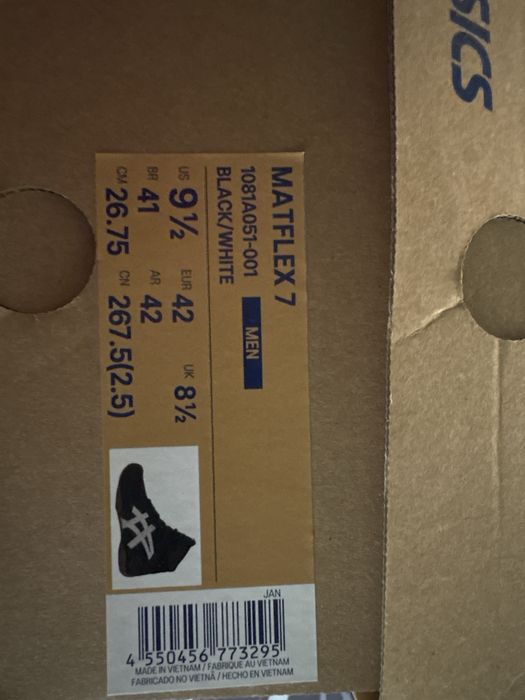 MATFLEX 7
1081A051-001
MEN
BLACK/WHITE
US 9½ EUR 42 UK 8½
BR 41 AR 42
CM 26.75 CN 267.5(2.5)
JAN
4 550456 773295
MADE IN VIETNAM / FABRIQUE AU VIETNAM
FABRICADO NO VIETNÃ / HECHO EN VIETNAM
SICS